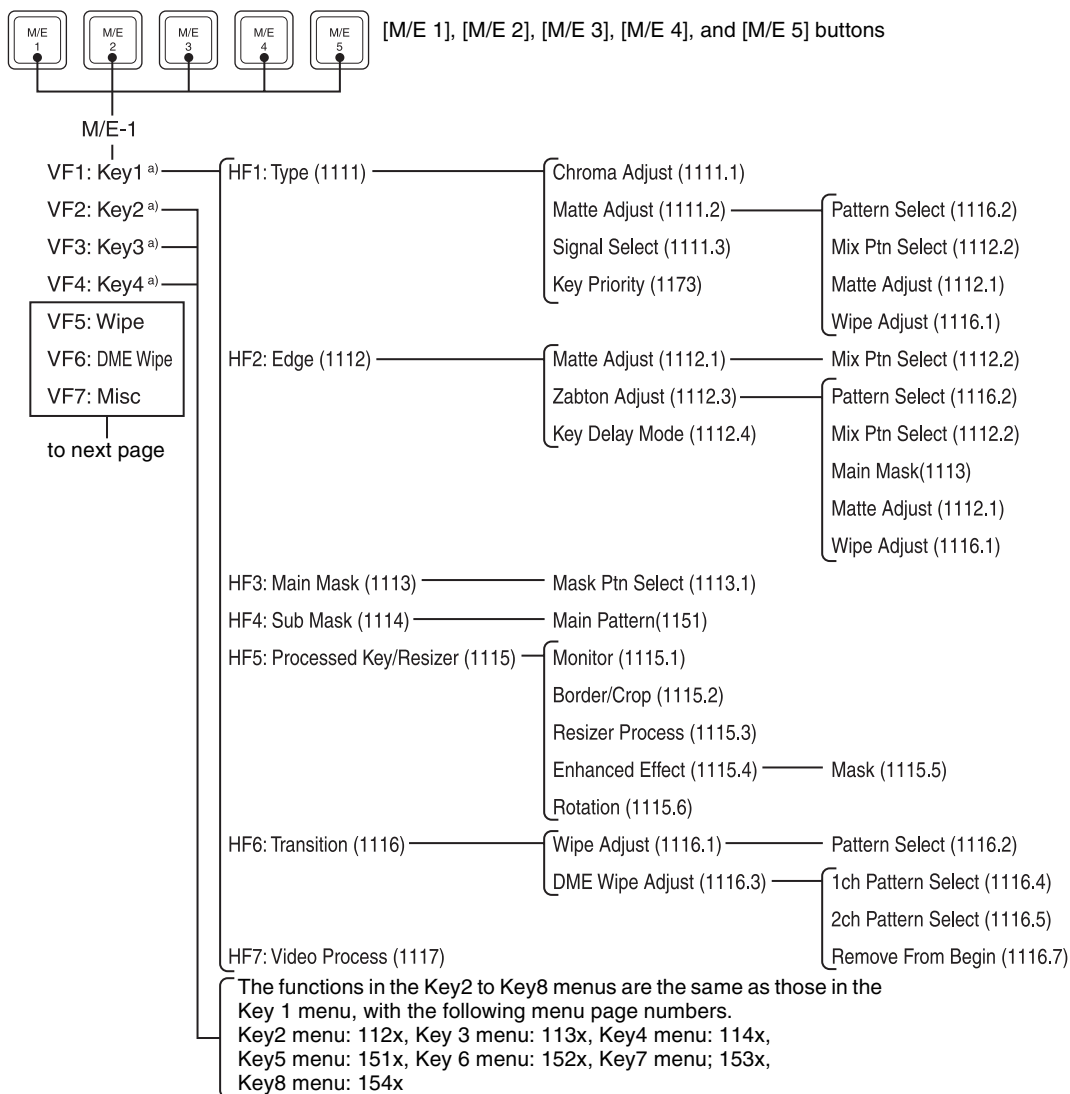 M/E 1 M/E 2 M/E 3 M/E 4 M/E 5 [M/E 1], [M/E 2], [M/E 3], [M/E 4], and [M/E 5] buttons
M/E-1
VF1: Key1 a) HF1: Type (1111) Chroma Adjust (1111.1)
VF2: Key2 a) Matte Adjust (1111.2) Pattern Select (1116.2)
VF3: Key3 a) Signal Select (1111.3) Mix Ptn Select (1112.2)
VF4: Key4 a) Key Priority (1173) Matte Adjust (1112.1)
VF5: Wipe Wipe Adjust (1116.1)
VF6: DME Wipe HF2: Edge (1112) Matte Adjust (1112.1) Mix Ptn Select (1112.2)
VF7: Misc Zabton Adjust (1112.3) Pattern Select (1116.2)
to next page Key Delay Mode (1112.4) Mix Ptn Select (1112.2)
Main Mask(1113)
Matte Adjust (1112.1)
Wipe Adjust (1116.1)
HF3: Main Mask (1113) Mask Ptn Select (1113.1)
HF4: Sub Mask (1114) Main Pattern(1151)
HF5: Processed Key/Resizer (1115) Monitor (1115.1)
Border/Crop (1115.2)
Resizer Process (1115.3)
Enhanced Effect (1115.4) Mask (1115.5)
Rotation (1115.6)
HF6: Transition (1116) Wipe Adjust (1116.1) Pattern Select (1116.2)
DME Wipe Adjust (1116.3) 1ch Pattern Select (1116.4)
2ch Pattern Select (1116.5)
HF7: Video Process (1117) Remove From Begin (1116.7)
The functions in the Key2 to Key8 menus are the same as those in the
Key 1 menu, with the following menu page numbers.
Key2 menu: 112x, Key 3 menu: 113x, Key4 menu: 114x,
Key5 menu: 151x, Key 6 menu: 152x, Key7 menu; 153x,
Key8 menu: 154x